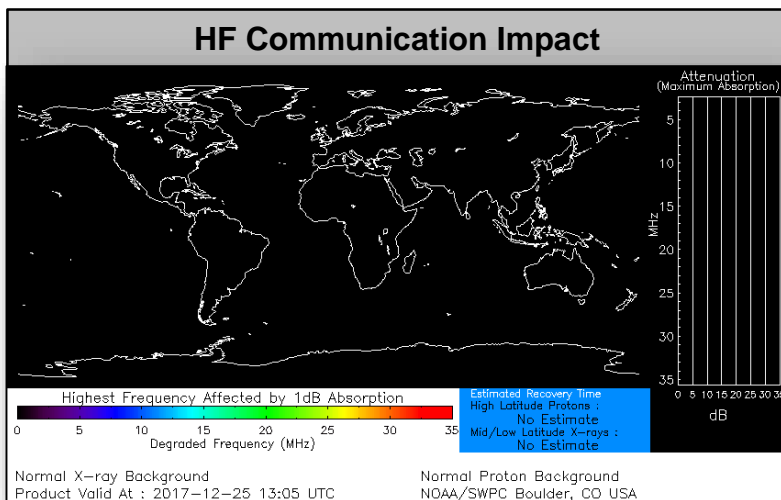 HF Communication Impact
Attenuation
(Maximum Absorption)
5
10
15
20
25
30
35
MHz
0 5 10 15 20 25 30 35
dB
Highest Frequency Affected by 1dB Absorption
0 5 10 15 20 25 30 35
Degraded Frequency (MHz)
Estimated Recovery Time
High Latitude Protons :
No Estimate
Mid/Low Latitude X-rays :
No Estimate
Normal X-ray Background
Product Valid At : 2017-12-25 13:05 UTC
Normal Proton Background
NOAA/SWPC Boulder, CO USA